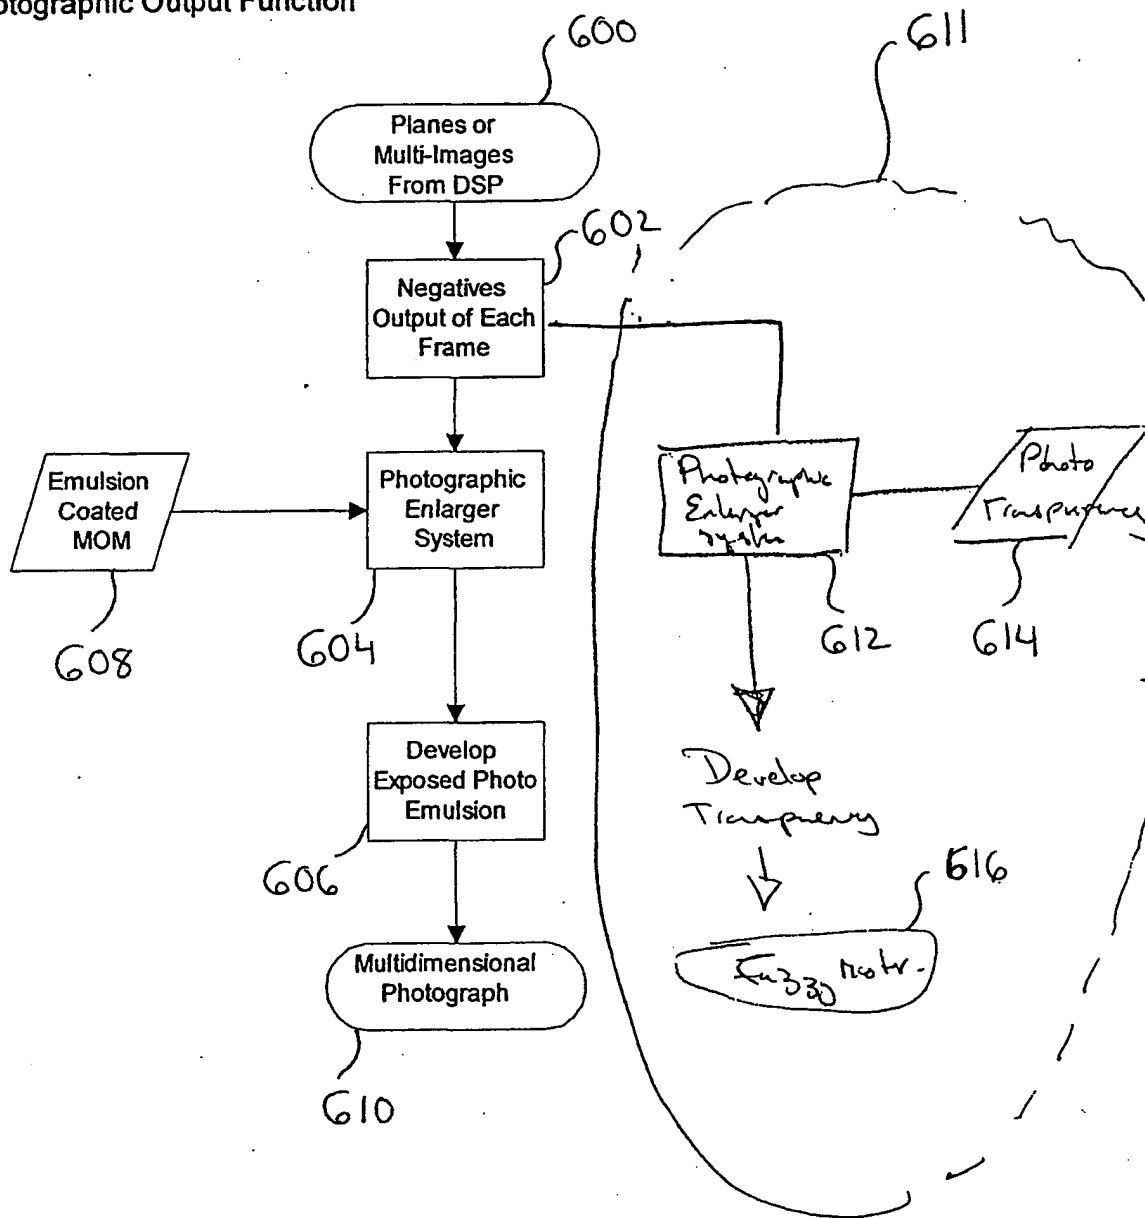 otographic Output Function
600
611
Planes or
Multi-Images
From DSP
602
Negatives
Output of Each
Frame
Emulsion
Coated
MOM
Photographic
Enlarger
System
Photographic
Enlarger
system
Photo
Transparency
608
604
612
614
Develop
Exposed Photo
Emulsion
Develop
Transparency
606
616
Multidimensional
Photograph
610